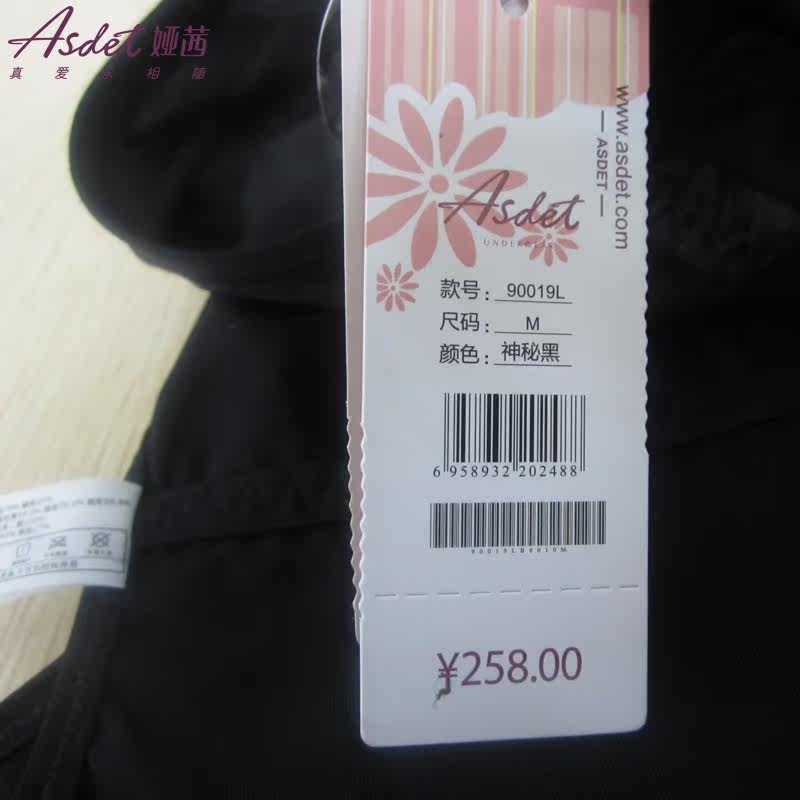 Asdet 娅茜
真爱永相随
www.asdet.com
— ASDET —
Asdet
UNDERWEAR
款号: 90019L
尺码: M
颜色: 神秘黑
6 958932 202488
¥258.00